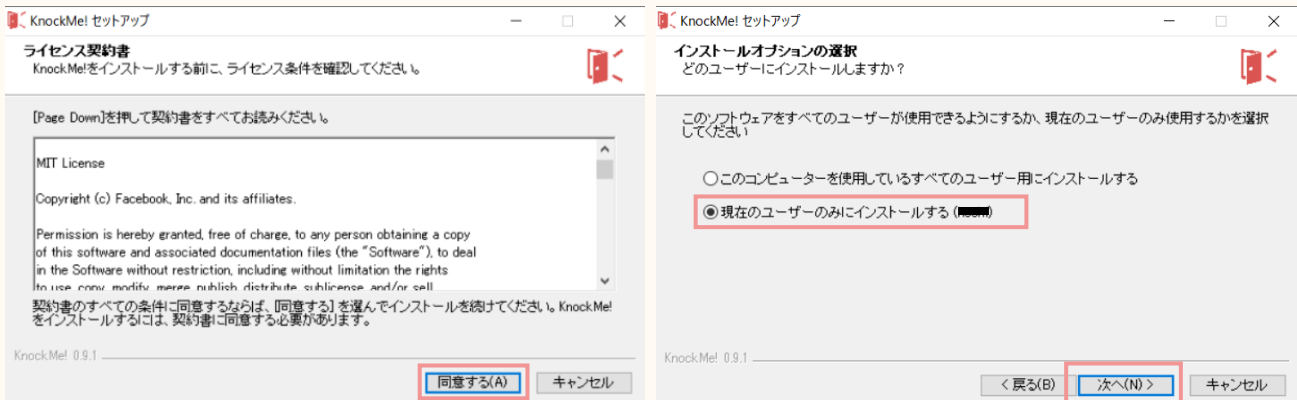 KnockMe! セットアップ
ライセンス契約書
KnockMe!をインストールする前に、ライセンス条件を確認してください。
[Page Down]を押して契約書をすべてお読みください。
MIT License
Copyright (c) Facebook, Inc. and its affiliates.
Permission is hereby granted, free of charge, to any person obtaining a copy
of this software and associated documentation files (the "Software"), to deal
in the Software without restriction, including without limitation the rights
to use, copy, modify, merge, publish, distribute, sublicense, and/or sell
契約書のすべての条件に同意するならば、[同意する] を選んでインストールを続けてください。KnockMe!
をインストールするには、契約書に同意する必要があります。
KnockMe! 0.9.1
同意する(A)
キャンセル
KnockMe! セットアップ
インストールオプションの選択
どのユーザーにインストールしますか?
このソフトウェアをすべてのユーザーが使用できるようにするか、現在のユーザーのみ使用するかを選択
してください
このコンピューターを使用しているすべてのユーザー用にインストールする
現在のユーザーのみにインストールする ( )
KnockMe! 0.9.1
< 戻る(B)
次へ(N) >
キャンセル